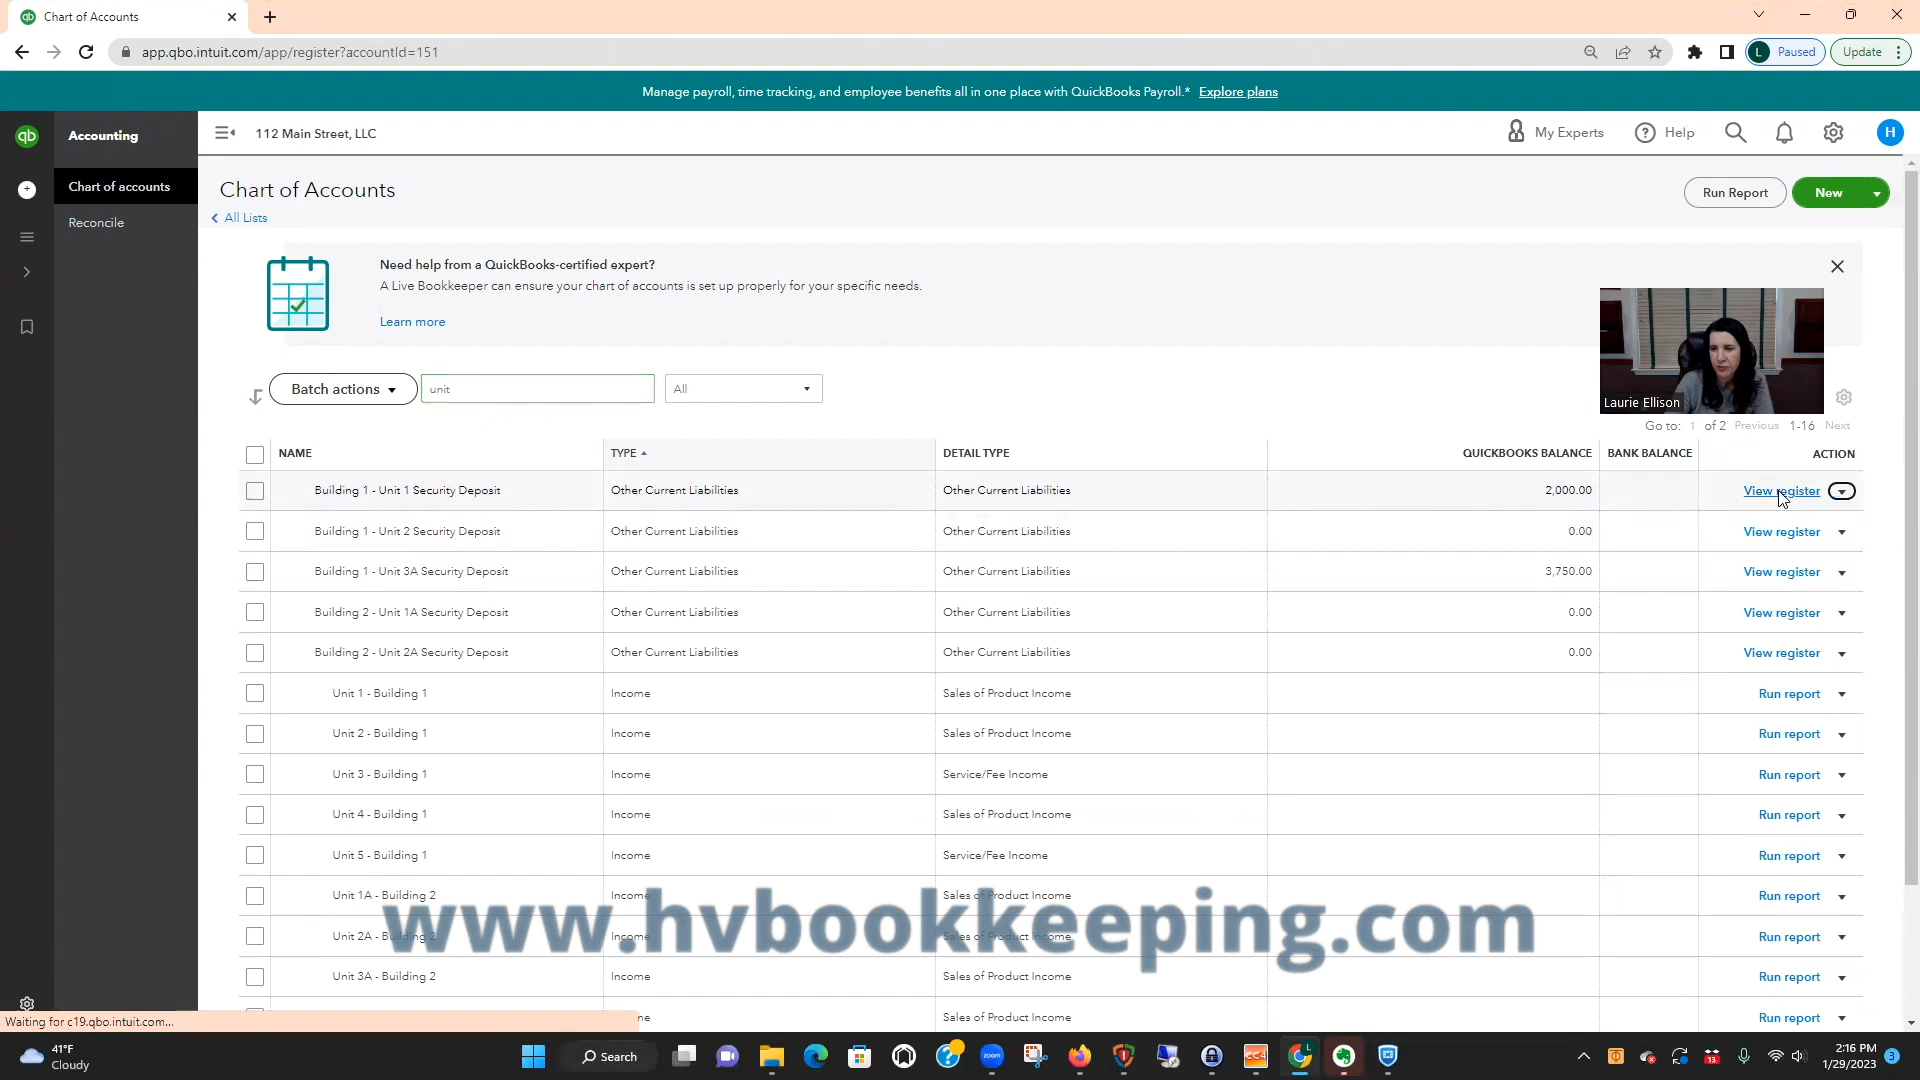 Chart of Accounts
app.qbo.intuit.com/app/register?accountId=151
L Paused
Update
Manage payroll, time tracking, and employee benefits all in one place with QuickBooks Payroll.* Explore plans
qb
Accounting
112 Main Street, LLC
My Experts
Help
H
Chart of accounts
Reconcile
Chart of Accounts
All Lists
Run Report
New
Need help from a QuickBooks-certified expert?
A Live Bookkeeper can ensure your chart of accounts is set up properly for your specific needs.
Learn more
Laurie Ellison
Batch actions
unit
All
Go to: 1 of 2 Previous 1-16 Next
NAME TYPE DETAIL TYPE QUICKBOOKS BALANCE BANK BALANCE ACTION
Building 1 - Unit 1 Security Deposit Other Current Liabilities Other Current Liabilities 2,000.00 View register
Building 1 - Unit 2 Security Deposit Other Current Liabilities Other Current Liabilities 0.00 View register
Building 1 - Unit 3A Security Deposit Other Current Liabilities Other Current Liabilities 3,750.00 View register
Building 2 - Unit 1A Security Deposit Other Current Liabilities Other Current Liabilities 0.00 View register
Building 2 - Unit 2A Security Deposit Other Current Liabilities Other Current Liabilities 0.00 View register
Unit 1 - Building 1 Income Sales of Product Income Run report
Unit 2 - Building 1 Income Sales of Product Income Run report
Unit 3 - Building 1 Income Service/Fee Income Run report
Unit 4 - Building 1 Income Sales of Product Income Run report
Unit 5 - Building 1 Income Service/Fee Income Run report
Unit 1A - Building 2 Income Sales of Product Income Run report
www.hvbookkeeping.com
Unit 2A - Building 2 Income Sales of Product Income Run report
Unit 3A - Building 2 Income Sales of Product Income Run report
Sales of Product Income Run report
Waiting for c19.qbo.intuit.com...
41°F
Cloudy
Search
zoom
2:16 PM
1/29/2023
3